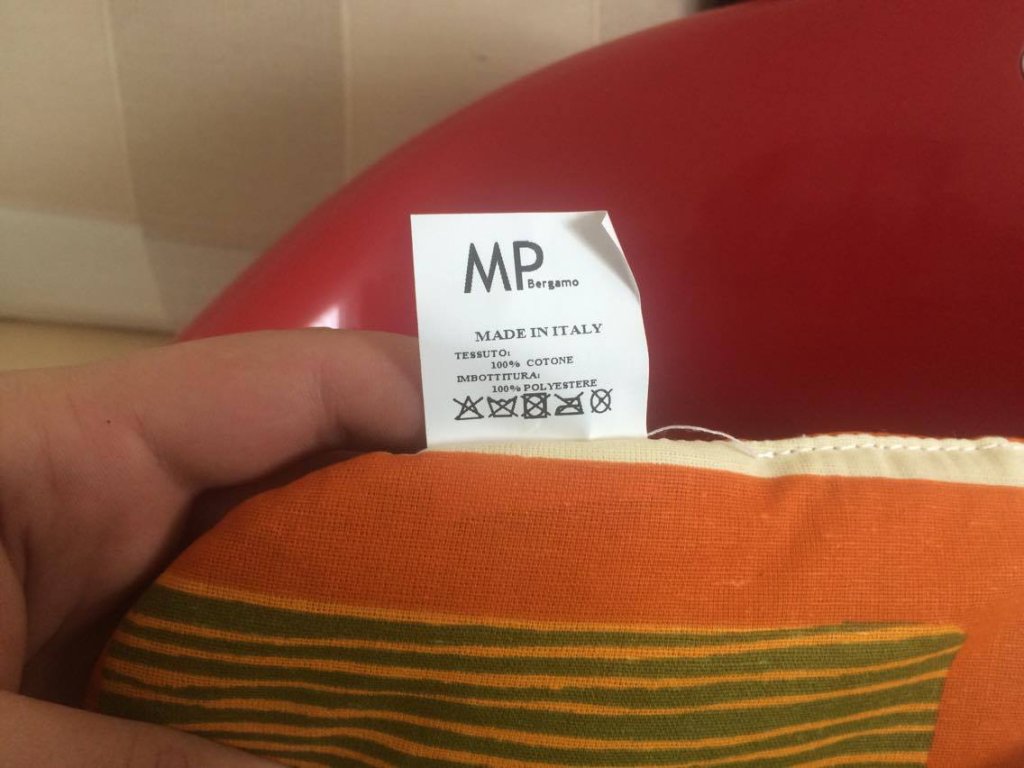 MP
Bergamo
MADE IN ITALY
TESSUTO:
100% COTONE
IMBOTTITURA:
100% POLYESTERE